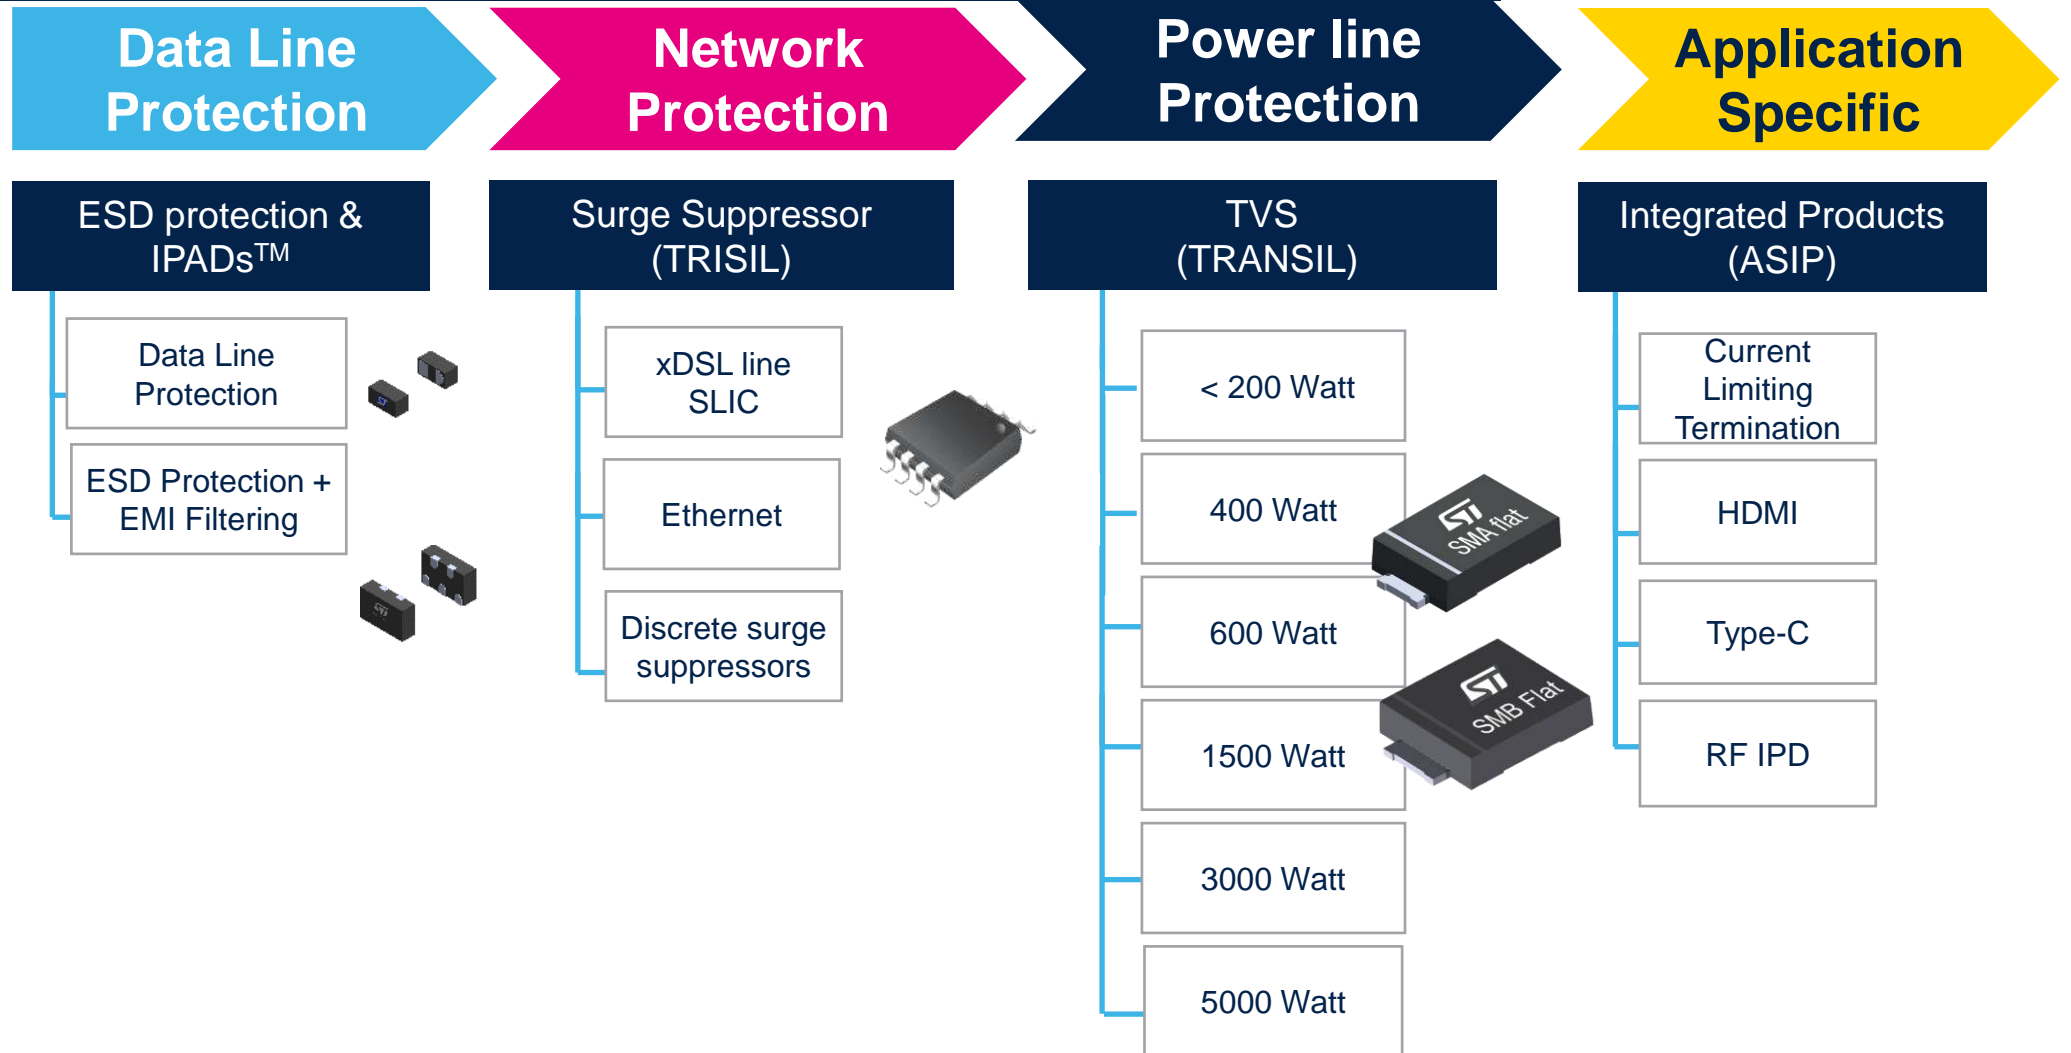 Data Line
Protection
Network
Protection
Power line
Protection
Application
Specific
ESD protection &
IPADs™
Data Line
Protection
ESD Protection +
EMI Filtering
Surge Suppressor
(TRISIL)
xDSL line
SLIC
Ethernet
Discrete surge
suppressors
TVS
(TRANSIL)
< 200 Watt
400 Watt
600 Watt
1500 Watt
3000 Watt
5000 Watt
ST
SMA flat
ST
SMB Flat
Integrated Products
(ASIP)
Current
Limiting
Termination
HDMI
Type-C
RF IPD